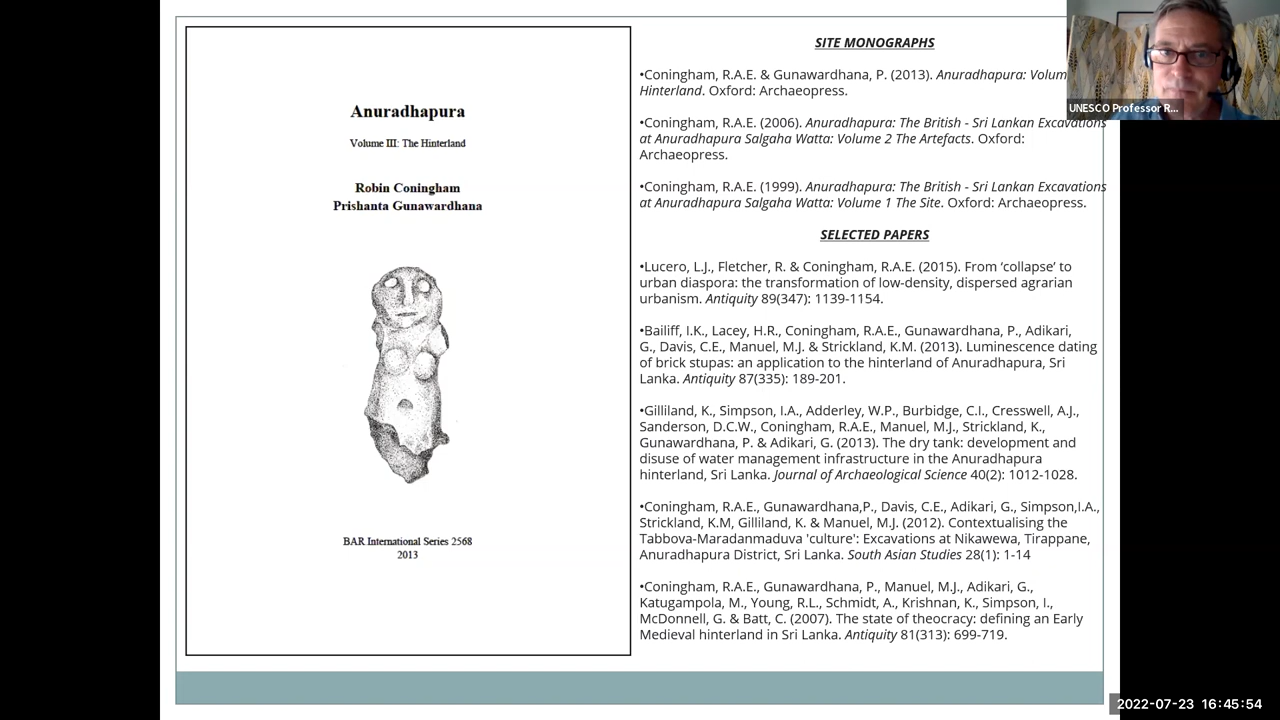 Anuradhapura
Volume III: The Hinterland
Robin Coningham
Prishanta Gunawardhana
BAR International Series 2568
2013
SITE MONOGRAPHS
•Coningham, R.A.E. & Gunawardhana, P. (2013). Anuradhapura:
Hinterland. Oxford: Archaeopress.
•Coningham, R.A.E. (2006). Anuradhapura: The British - Sri Lankan Excavations
at Anuradhapura Salgaha Watta: Volume 2 The Artefacts. Oxford:
Archaeopress.
•Coningham, R.A.E. (1999). Anuradhapura: The British - Sri Lankan Excavations
at Anuradhapura Salgaha Watta: Volume 1 The Site. Oxford: Archaeopress.
SELECTED PAPERS
•Lucero, L.J., Fletcher, R. & Coningham, R.A.E. (2015). From ‘collapse’ to
urban diaspora: the transformation of low-density, dispersed agrarian
urbanism. Antiquity 89(347): 1139-1154.
•Bailiff, I.K., Lacey, H.R., Coningham, R.A.E., Gunawardhana, P., Adikari,
G., Davis, C.E., Manuel, M.J. & Strickland, K.M. (2013). Luminescence dating
of brick stupas: an application to the hinterland of Anuradhapura, Sri
Lanka. Antiquity 87(335): 189-201.
•Gilliland, K., Simpson, I.A., Adderley, W.P., Burbidge, C.I., Cresswell, A.J.,
Sanderson, D.C.W., Coningham, R.A.E., Manuel, M.J., Strickland, K.,
Gunawardhana, P. & Adikari, G. (2013). The dry tank: development and
disuse of water management infrastructure in the Anuradhapura
hinterland, Sri Lanka. Journal of Archaeological Science 40(2): 1012-1028.
•Coningham, R.A.E., Gunawardhana,P., Davis, C.E., Adikari, G., Simpson,I.A.,
Strickland, K.M, Gilliland, K. & Manuel, M.J. (2012). Contextualising the
Tabbova-Maradanmaduva 'culture': Excavations at Nikawewa, Tirappane,
Anuradhapura District, Sri Lanka. South Asian Studies 28(1): 1-14
•Coningham, R.A.E., Gunawardhana, P., Manuel, M.J., Adikari, G.,
Katugampola, M., Young, R.L., Schmidt, A., Krishnan, K., Simpson, I.,
McDonnell, G. & Batt, C. (2007). The state of theocracy: defining an Early
Medieval hinterland in Sri Lanka. Antiquity 81(313): 699-719.
UNESCO Professor R...
2022-07-23 16:45:54